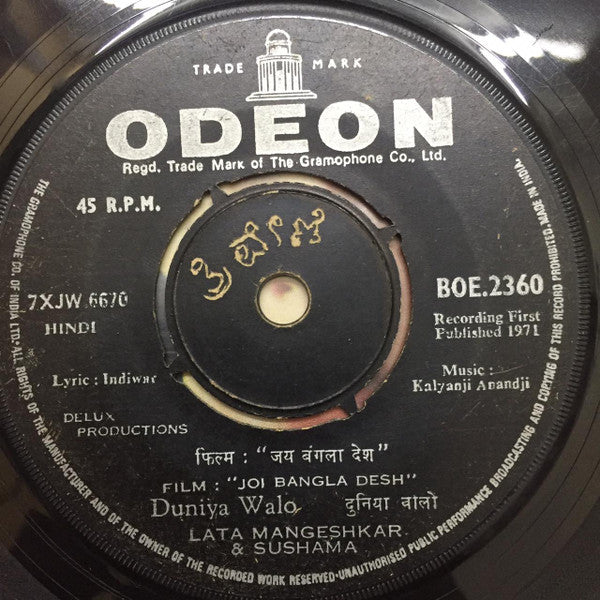 TRADE MARK
ODEON
Regd. Trade Mark of The Gramophone Co., Ltd.
45 R.P.M.
7XJW 6670
HINDI
BOE.2360
Recording First
Published 1971
Lyric : Indiwar
Music :
Kalyanji Anandji
DELUX
PRODUCTIONS
फिल्म : "जय बंगला देश"
FILM : "JOI BANGLA DESH"
Duniya Walo दुनिया वालो
LATA MANGESHKAR
& SUSHAMA
THE GRAMOPHONE CO. OF INDIA LTD.-ALL RIGHTS OF THE MANUFACTURER AND OF THE OWNER OF THE RECORDED WORK RESERVED-UNAUTHORISED PUBLIC PERFORMANCE BROADCASTING AND COPYING OF THIS RECORD PROHIBITED.MADE IN INDIA.